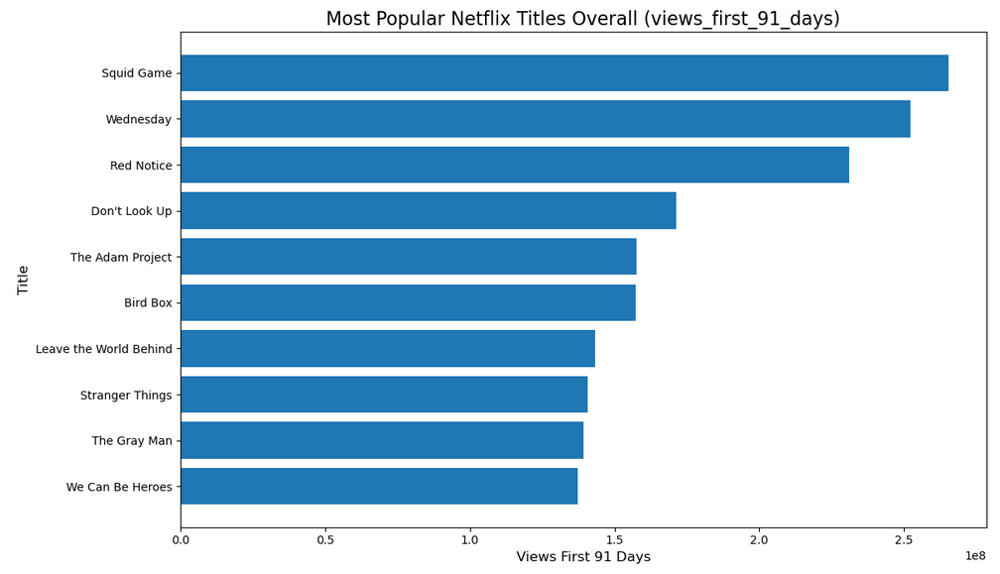 Most Popular Netflix Titles Overall (views_first_91_days)
Squid Game
Wednesday
Red Notice
Don't Look Up
The Adam Project
Bird Box
Leave the World Behind
Stranger Things
The Gray Man
We Can Be Heroes
Title
0.0 0.5 1.0 1.5 2.0 2.5
1e8
Views First 91 Days